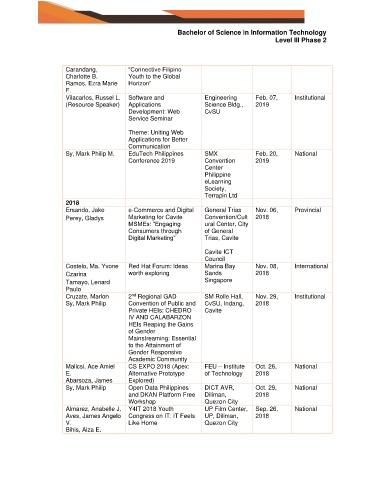 Bachelor of Science in Information Technology
Level III Phase 2
Carandang,
Charlotte B.
Ramos, Ezra Marie
F.
"Connective Filipino
Youth to the Global
Horizon"
Vilacarlos, Russel L.
(Resource Speaker)
Software and
Applications
Development: Web
Service Seminar
Theme: Uniting Web
Applications for Better
Communication
Engineering
Science Bldg.,
CvSU
Feb, 07,
2019
Institutional
Sy, Mark Philip M.
EduTech Philippines
Conference 2019
SMX
Convention
Center
Philippine
eLearning
Society,
Terrapin Ltd
Feb, 20,
2019
National
2018
Ersando, Jake
Perey, Gladys
e-Commerce and Digital
Marketing for Cavite
MSMEs: "Engaging
Consumers through
Digital Marketing"
General Trias
Convention/Cult
ural Center, City
of General
Trias, Cavite
Cavite ICT
Council
Nov. 06,
2018
Provincial
Costelo, Ma. Yvonne
Czarina
Tamayo, Lenard
Paulo
Red Hat Forum: Ideas
worth exploring
Marina Bay
Sands
Singapore
Nov, 08,
2018
International
Cruzate, Marlon
Sy, Mark Philip
2nd Regional GAD
Convention of Public and
Private HEIs: CHEDRO
IV AND CALABARZON
HEIs Reaping the Gains
of Gender
Mainstreaming: Essential
to the Attainment of
Gender Responsive
Academic Community
SM Rolle Hall,
CvSU, Indang,
Cavite
Nov, 29,
2018
Institutional
Malicsi, Ace Amiel
E.
Abarsoza, James
CS EXPO 2018 (Apex:
Alternative Prototype
Explored)
FEU – Institute
of Technology
Oct. 26,
2018
National
Sy, Mark Philip
Open Data Philippines
and DKAN Platform Free
Workshop
DICT AVR,
Diliman,
Quezon City
Oct. 29,
2018
National
Almarez, Anabelle J.
Aves, James Angelo
V.
Bihis, Aiza E.
Y4IT 2018 Youth
Congress on IT: IT Feels
Like Home
UP Film Center,
UP, Diliman,
Quezon City
Sep. 26,
2018
National